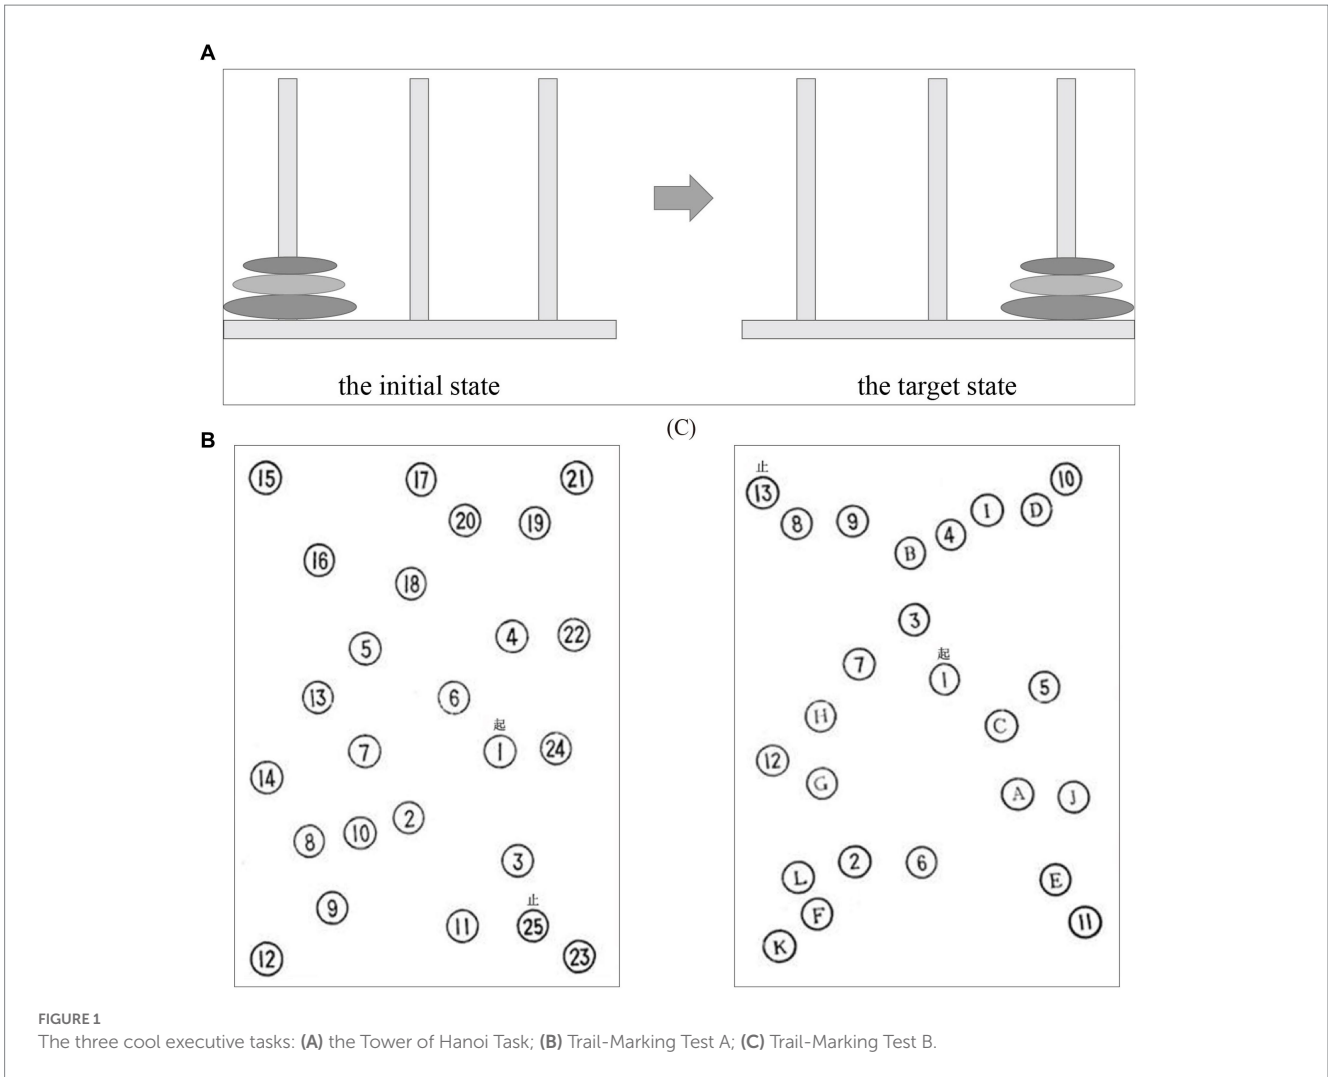 A
the initial state
the target state
(C)
B
15
17
21
20
19
16
18
5
4
22
13
6
起
7
1
24
14
8
10
2
3
9
11
止
25
12
23
止
13
8
9
B
4
I
D
10
3
7
起
1
5
H
C
12
G
A
J
L
2
6
E
F
K
11
FIGURE 1
The three cool executive tasks: (A) the Tower of Hanoi Task; (B) Trail-Marking Test A; (C) Trail-Marking Test B.